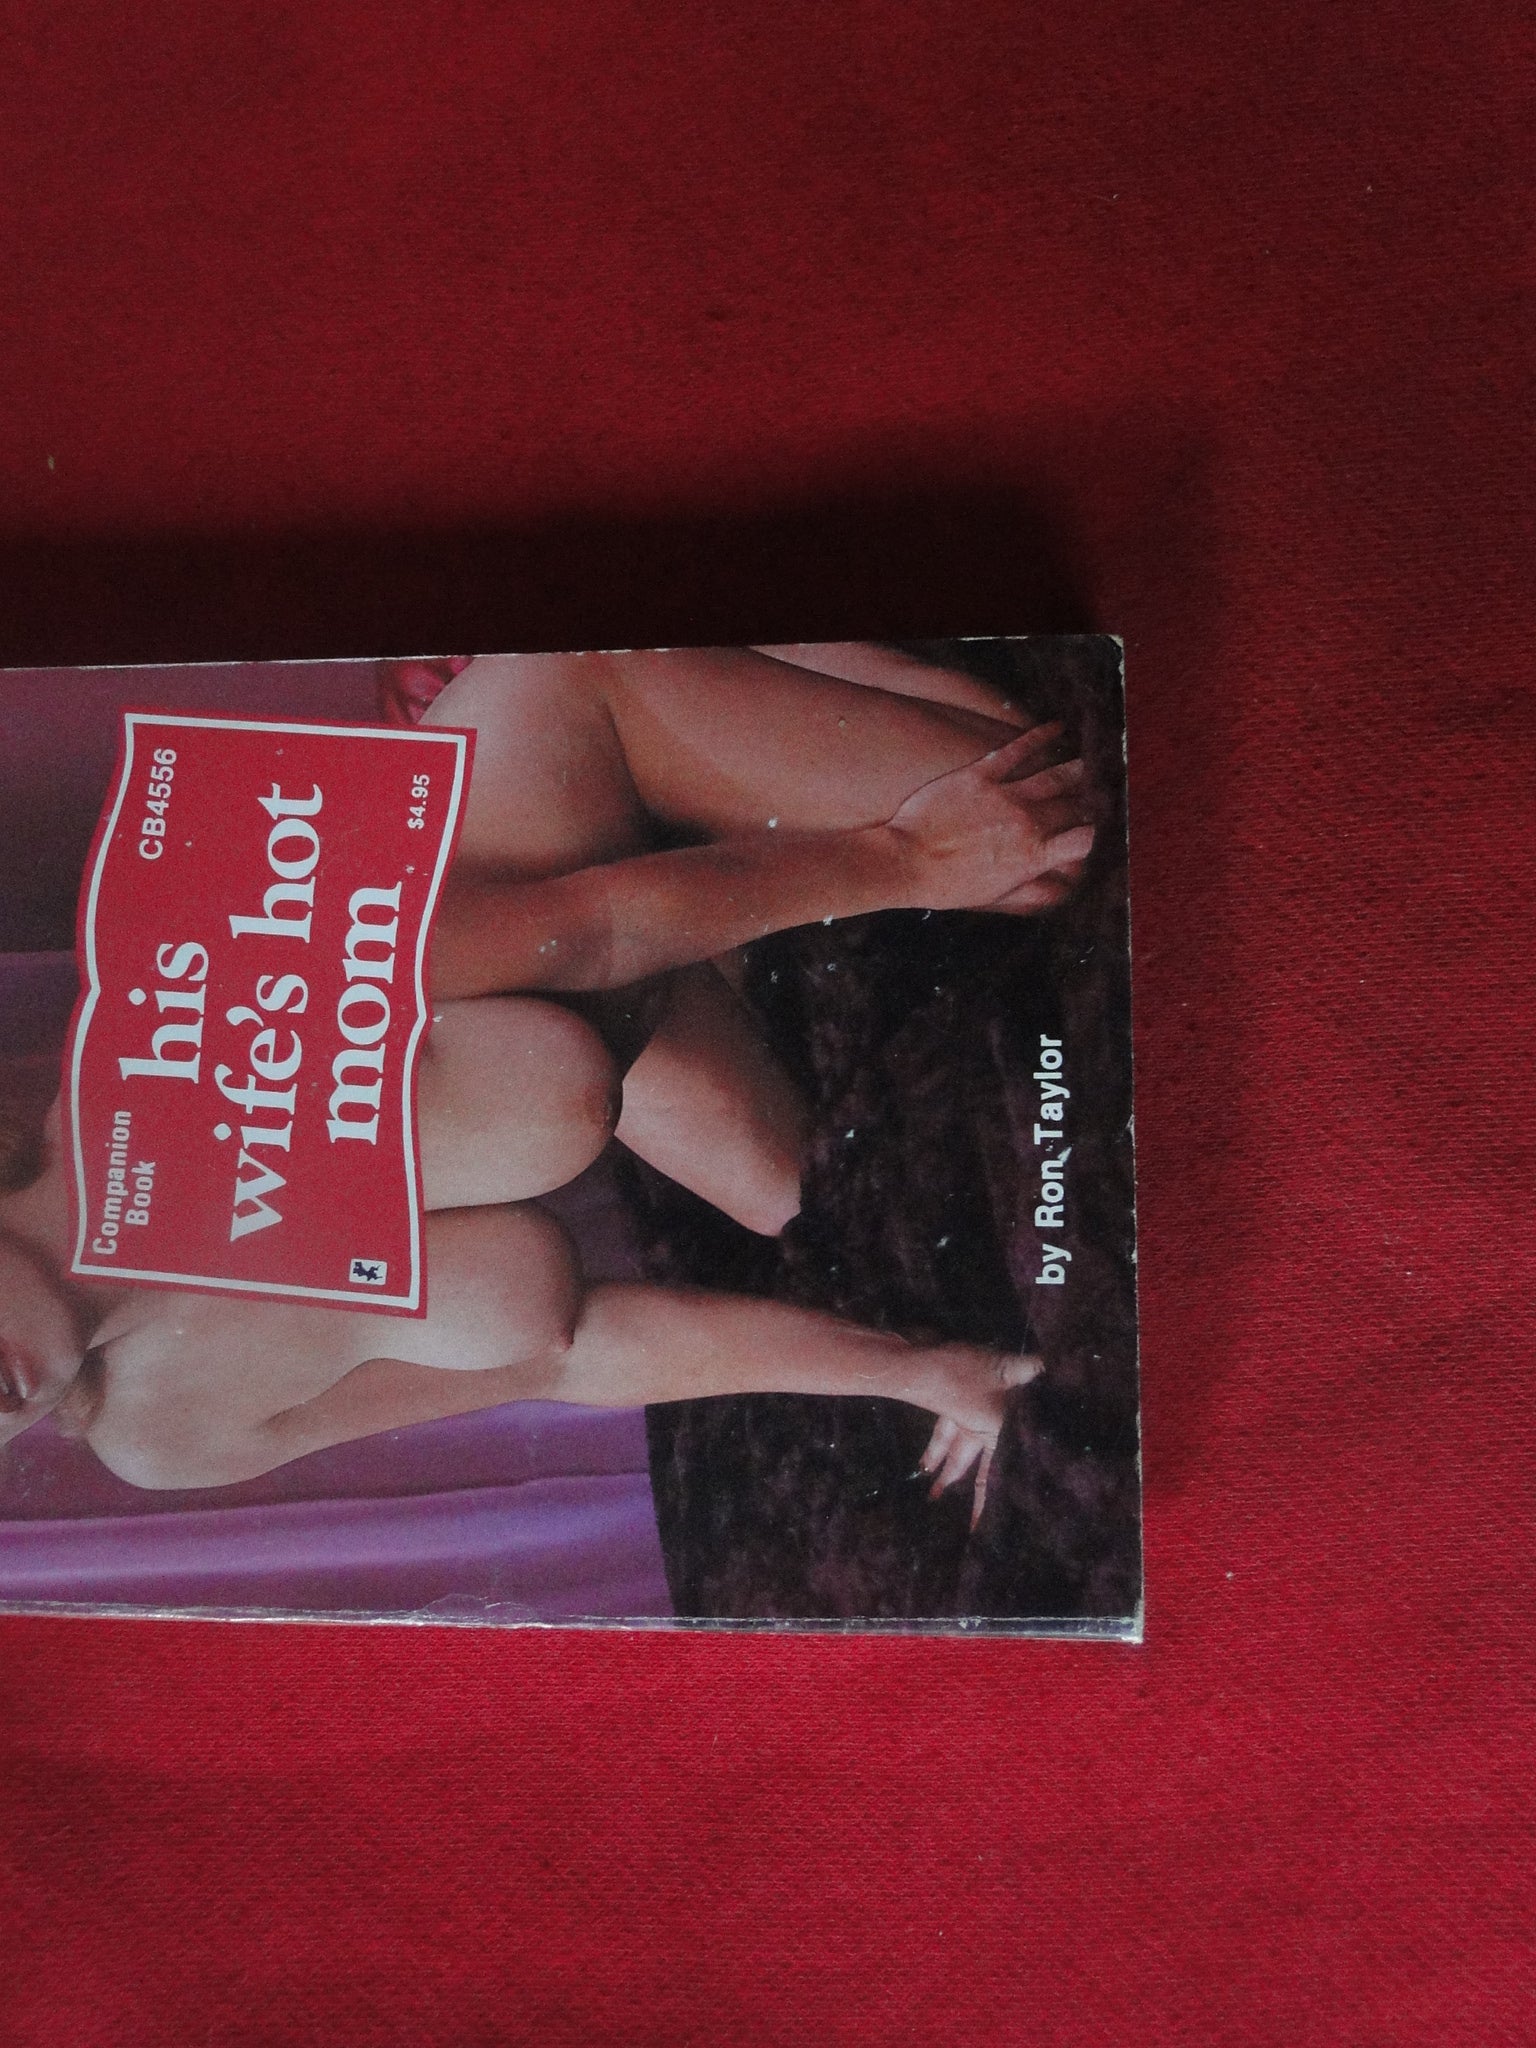 Companion
Book
CB4556
his
wife's hot
mom
$4.95
by Ron Taylor